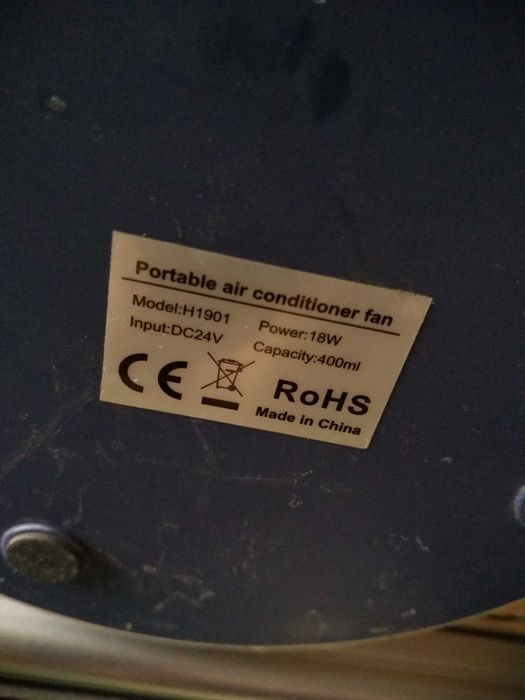 Portable air conditioner fan
Model:H1901 Power:18W
Input:DC24V Capacity:400ml
CE RoHS
Made in China